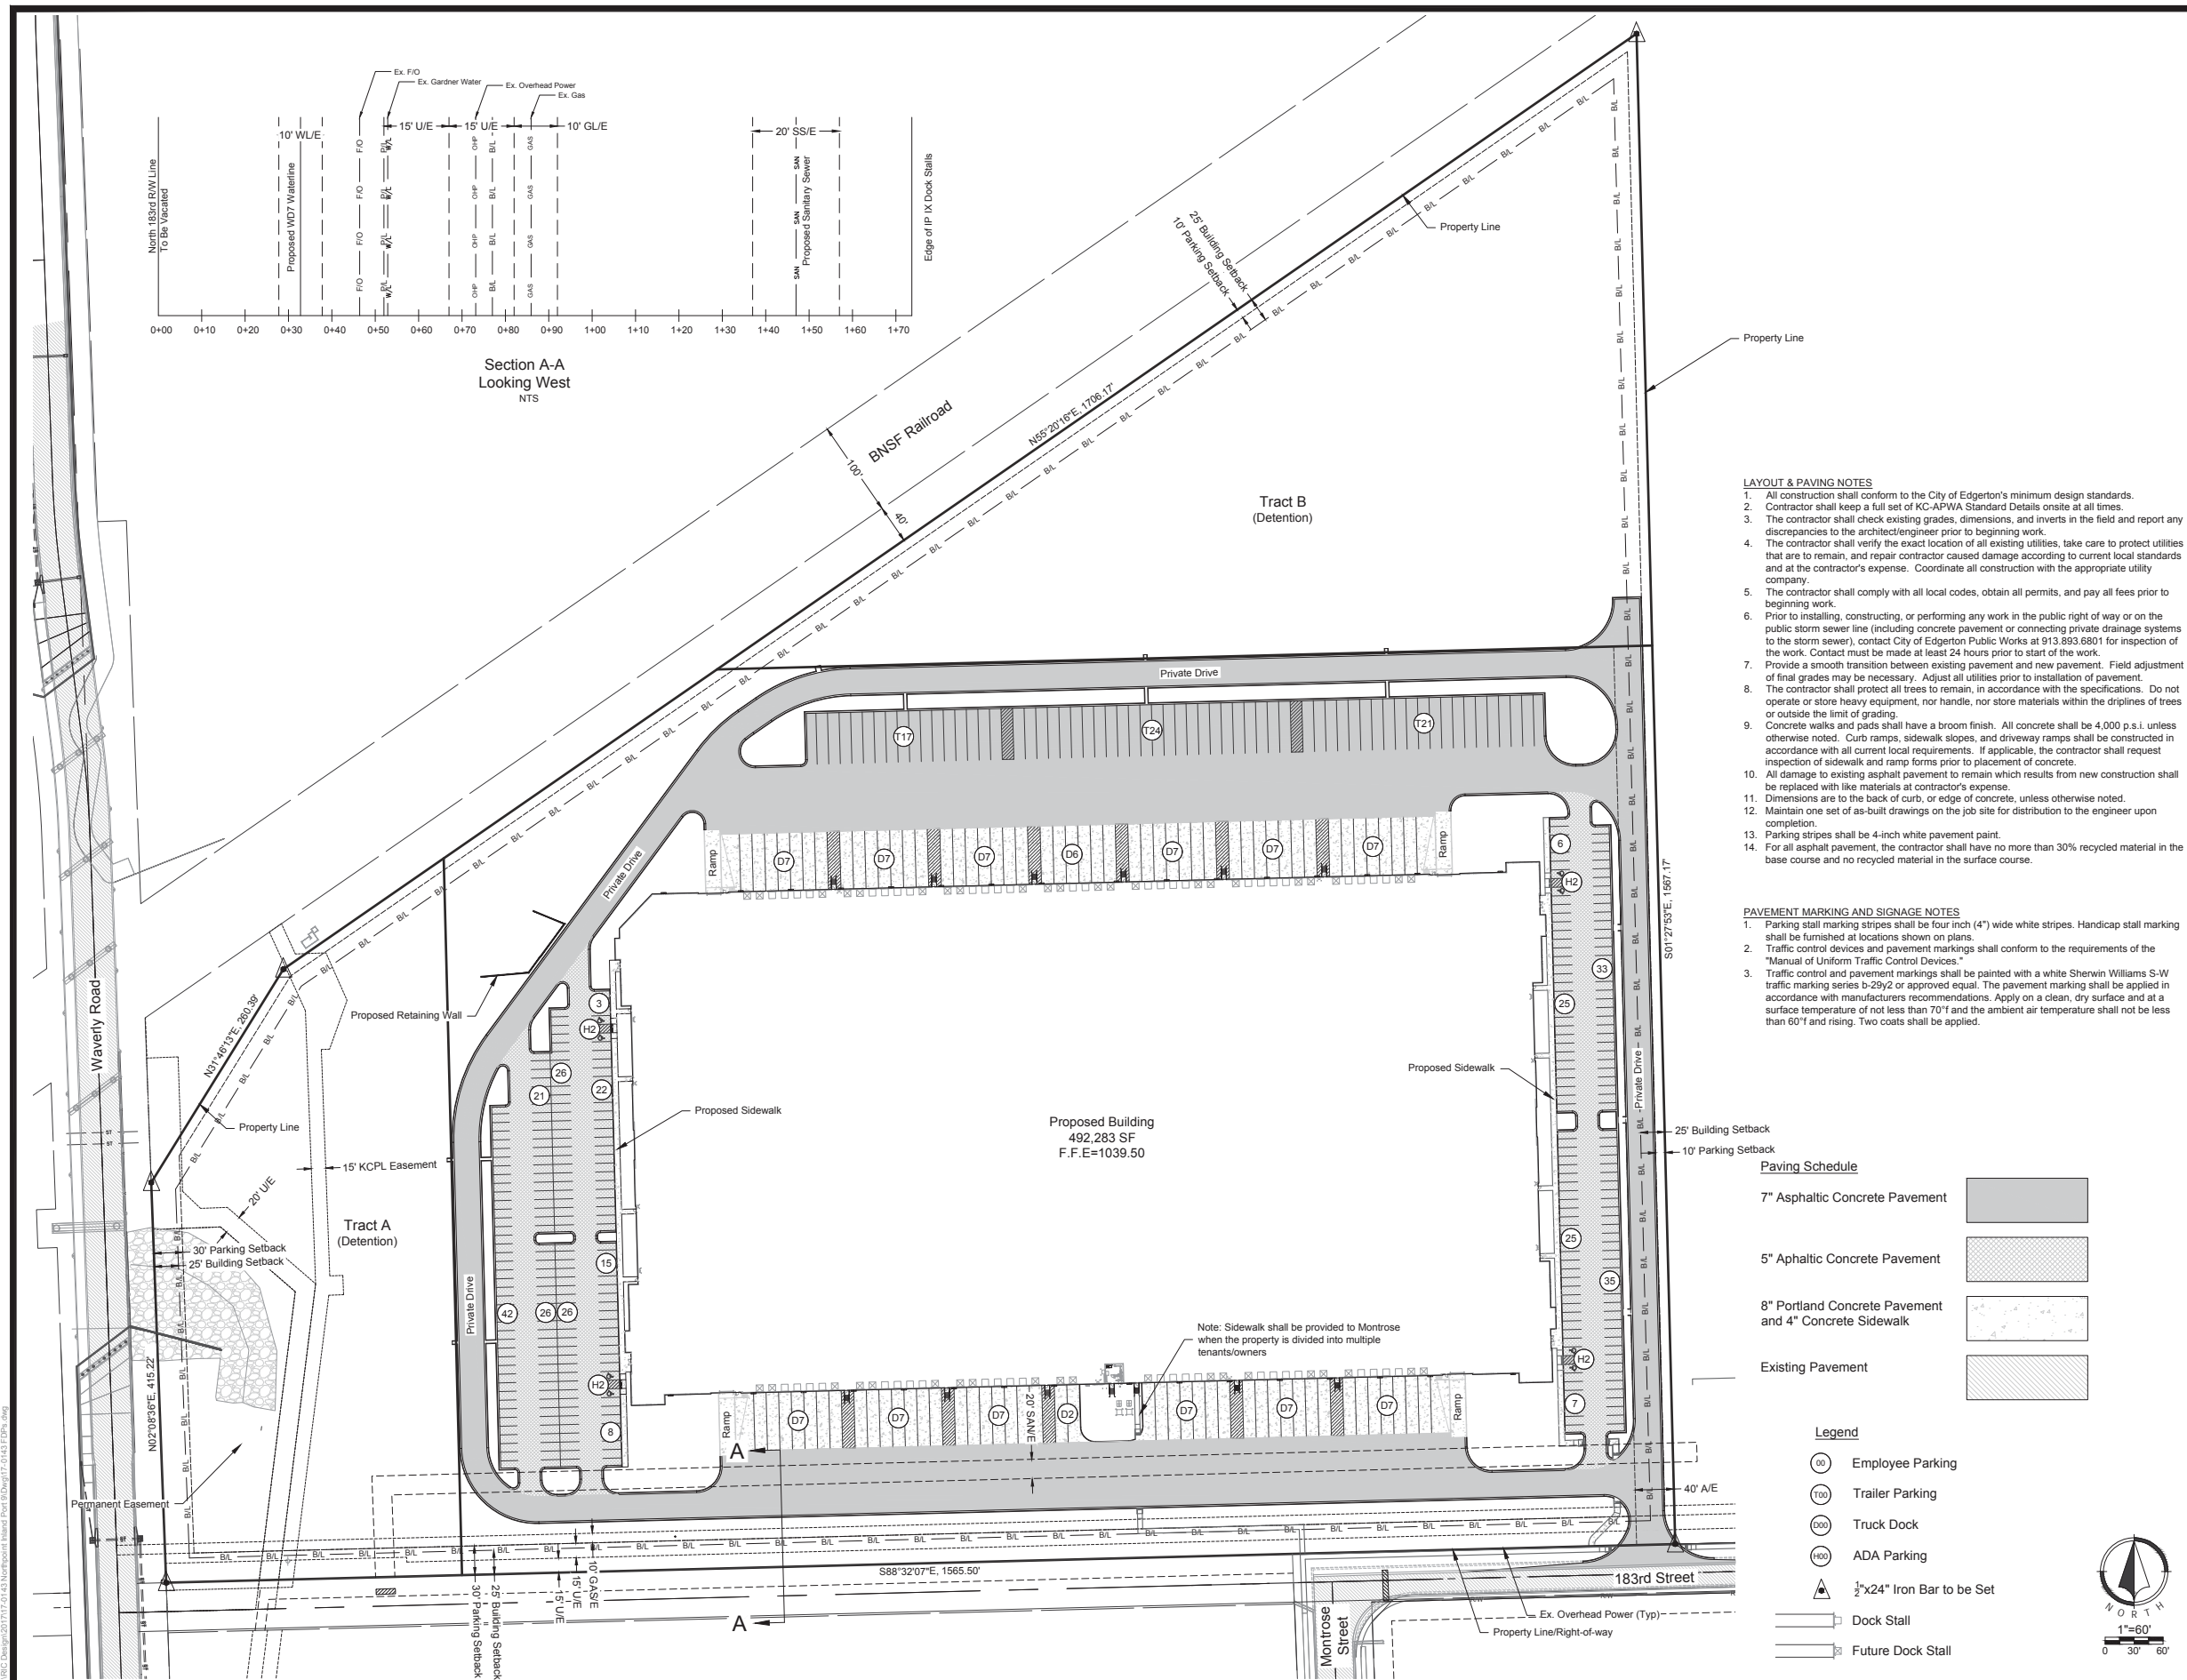 Ex. F/O
Ex. Gardner Water
Ex. Overhead Power
Ex. Gas
10' WL/E
15' U/E
15' U/E
10' GL/E
20' SS/E
North 183rd R/W Line
To Be Vacated
Proposed WD7 Waterline
F/O
F/O
F/O
P/L
W/L
P/L
W/L
P/L
W/L
OHP
OHP
OHP
B/L
B/L
B/L
GAS
GAS
GAS
SAN
SAN
SAN
Proposed Sanitary Sewer
Edge of IP IX Dock Stalls
0+00 0+10 0+20 0+30 0+40 0+50 0+60 0+70 0+80 0+90 1+00 1+10 1+20 1+30 1+40 1+50 1+60 1+70
Section A-A
Looking West
NTS
BNSF Railroad
100'
40'
N55°20'16"E, 1706.17'
25' Building Setback
10' Parking Setback
Property Line
Property Line
Tract B
(Detention)
Private Drive
T17
T24
T21
Ramp
D7
D7
D7
D6
D7
D7
D7
Ramp
Private Drive
Proposed Retaining Wall
Waverly Road
N31°46'13"E, 260.39'
Property Line
15' KCPL Easement
20' U/E
Tract A
(Detention)
30' Parking Setback
25' Building Setback
N02°08'36"E, 415.22'
Permanent Easement
Private Drive
3
H2
26
21
22
15
42
26
26
H2
8
Proposed Sidewalk
Proposed Building
492,283 SF
F.F.E=1039.50
Proposed Sidewalk
6
H2
33
25
25
35
H2
7
Private Drive
S01°27'53"E, 1567.17'
25' Building Setback
10' Parking Setback
Note: Sidewalk shall be provided to Montrose
when the property is divided into multiple
tenants/owners
Ramp
D7
D7
D7
D2
D7
D7
D7
Ramp
20' SAN/E
A
A
40' A/E
S88°32'07"E, 1565.50'
30' Parking Setback
25' Building Setback
15' U/E
15' U/E
10' GAS/E
183rd Street
Montrose
Street
Ex. Overhead Power (Typ)
Property Line/Right-of-way
LAYOUT & PAVING NOTES
1. All construction shall conform to the City of Edgerton's minimum design standards.
2. Contractor shall keep a full set of KC-APWA Standard Details onsite at all times.
3. The contractor shall check existing grades, dimensions, and inverts in the field and report any
discrepancies to the architect/engineer prior to beginning work.
4. The contractor shall verify the exact location of all existing utilities, take care to protect utilities
that are to remain, and repair contractor caused damage according to current local standards
and at the contractor's expense. Coordinate all construction with the appropriate utility
company.
5. The contractor shall comply with all local codes, obtain all permits, and pay all fees prior to
beginning work.
6. Prior to installing, constructing, or performing any work in the public right of way or on the
public storm sewer line (including concrete pavement or connecting private drainage systems
to the storm sewer), contact City of Edgerton Public Works at 913.893.6801 for inspection of
the work. Contact must be made at least 24 hours prior to start of the work.
7. Provide a smooth transition between existing pavement and new pavement. Field adjustment
of final grades may be necessary. Adjust all utilities prior to installation of pavement.
8. The contractor shall protect all trees to remain, in accordance with the specifications. Do not
operate or store heavy equipment, nor handle, nor store materials within the driplines of trees
or outside the limit of grading.
9. Concrete walks and pads shall have a broom finish. All concrete shall be 4,000 p.s.i. unless
otherwise noted. Curb ramps, sidewalk slopes, and driveway ramps shall be constructed in
accordance with all current local requirements. If applicable, the contractor shall request
inspection of sidewalk and ramp forms prior to placement of concrete.
10. All damage to existing asphalt pavement to remain which results from new construction shall
be replaced with like materials at contractor's expense.
11. Dimensions are to the back of curb, or edge of concrete, unless otherwise noted.
12. Maintain one set of as-built drawings on the job site for distribution to the engineer upon
completion.
13. Parking stripes shall be 4-inch white pavement paint.
14. For all asphalt pavement, the contractor shall have no more than 30% recycled material in the
base course and no recycled material in the surface course.
PAVEMENT MARKING AND SIGNAGE NOTES
1. Parking stall marking stripes shall be four inch (4") wide white stripes. Handicap stall marking
shall be furnished at locations shown on plans.
2. Traffic control devices and pavement markings shall conform to the requirements of the
"Manual of Uniform Traffic Control Devices."
3. Traffic control and pavement markings shall be painted with a white Sherwin Williams S-W
traffic marking series b-29y2 or approved equal. The pavement marking shall be applied in
accordance with manufacturers recommendations. Apply on a clean, dry surface and at a
surface temperature of not less than 70°f and the ambient air temperature shall not be less
than 60°f and rising. Two coats shall be applied.
Paving Schedule
7" Asphaltic Concrete Pavement
5" Aphaltic Concrete Pavement
8" Portland Concrete Pavement
and 4" Concrete Sidewalk
Existing Pavement
Legend
00 Employee Parking
T00 Trailer Parking
D00 Truck Dock
H00 ADA Parking
½"x24" Iron Bar to be Set
Dock Stall
Future Dock Stall
NORTH
1"=60'
0 30' 60'